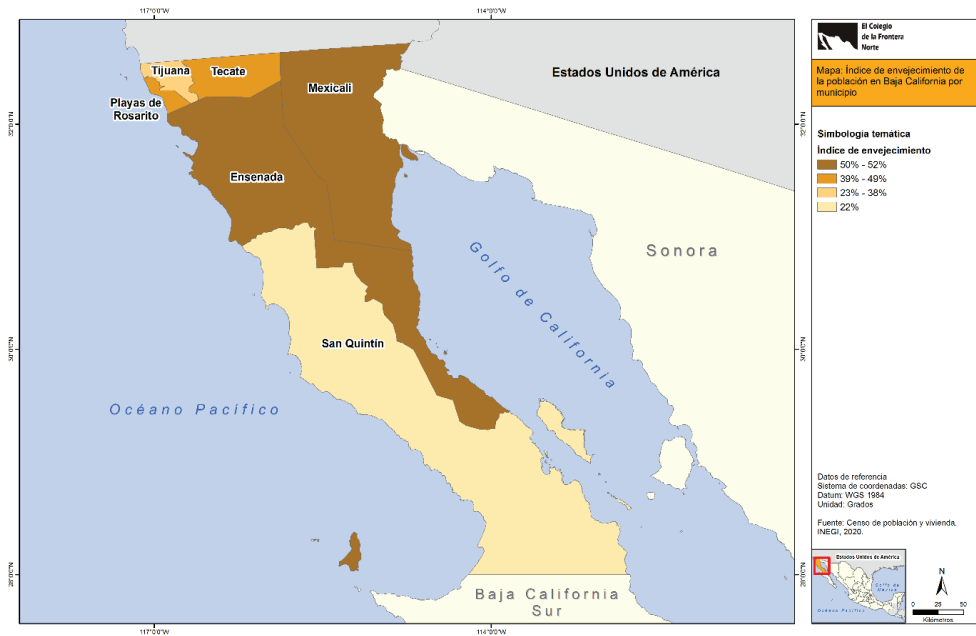 117°0'0"W
114°0'0"W
El Colegio
de la Frontera
Norte
Mapa: Índice de envejecimiento de
la población en Baja California por
municipio
Simbología temática
Índice de envejecimiento
50% - 52%
39% - 49%
23% - 38%
22%
Estados Unidos de América
Tijuana
Tecate
Mexicali
Playas de
Rosarito
Ensenada
San Quintín
Sonora
Golfo de California
Océano Pacífico
Baja California
Sur
32°0'0"N
32°0'0"N
30°0'0"N
30°0'0"N
28°0'0"N
28°0'0"N
117°0'0"W
114°0'0"W
Datos de referencia
Sistema de coordenadas: GSC
Datum: WGS 1984
Unidad: Grados
Fuente: Censo de población y vivienda,
INEGI, 2020.
Estados Unidos de América
Golfo de
México
Océano Pacífico
N
0 25 50
Kilómetros